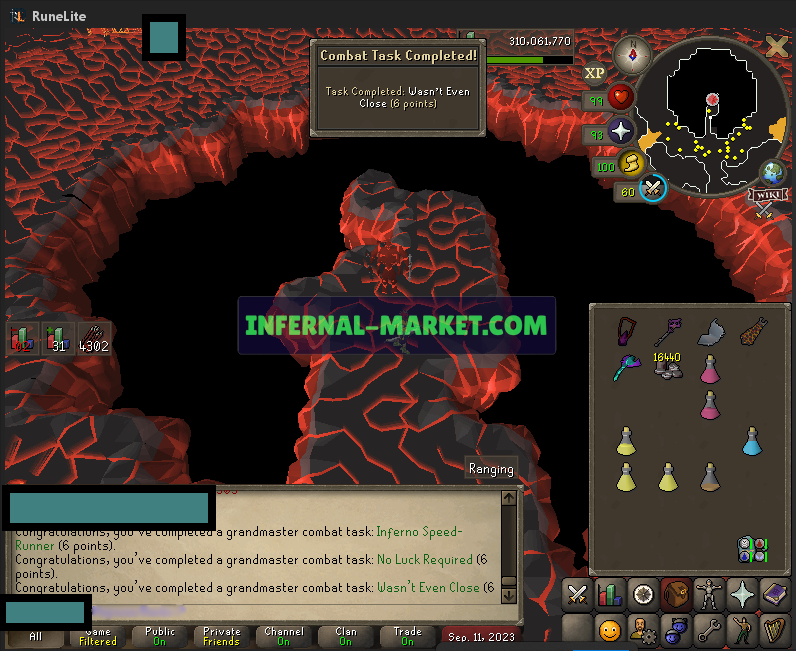 RuneLite
310,061,770
Combat Task Completed!
Task Completed: Wasn't Even
Close (6 points)
N
XP
99
93
100
60
WIKI
INFERNAL-MARKET.COM
31
4302
16440
Ranging
Congratulations, you've completed a grandmaster combat task: Inferno Speed-
Runner (6 points).
Congratulations, you've completed a grandmaster combat task: No Luck Required (6
points).
Congratulations, you've completed a grandmaster combat task: Wasn't Even Close (6
All
Game
Filtered
Public
On
Private
Friends
Channel
On
Clan
On
Trade
On
Sep. 11, 2023